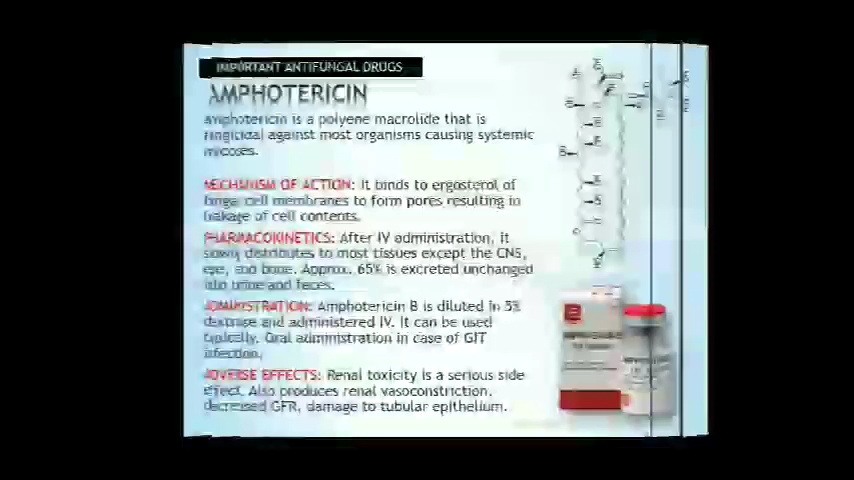 IMPORTANT ANTIFUNGAL DRUGS
AMPHOTERICIN
Amphotericin is a polyene macrolide that is
fingicidal against most organisms causing systemic
mycoses.
MECHANISM OF ACTION: It binds to ergosterol of
fungal cell membranes to form pores resulting in
leakage of cell contents.
PHARMACOKINETICS: After IV administration, it
slowly distributes to most tissues except the CNS,
eye, and bone. Approx. 65% is excreted unchanged
into urine and feces.
ADMINISTRATION: Amphotericin B is diluted in 5%
dextrose and administered IV. It can be used
typically. Oral administration in case of GIT
infection.
ADVERSE EFFECTS: Renal toxicity is a serious side
effect. Also produces renal vasoconstriction,
decreased GFR, damage to tubular epithelium.